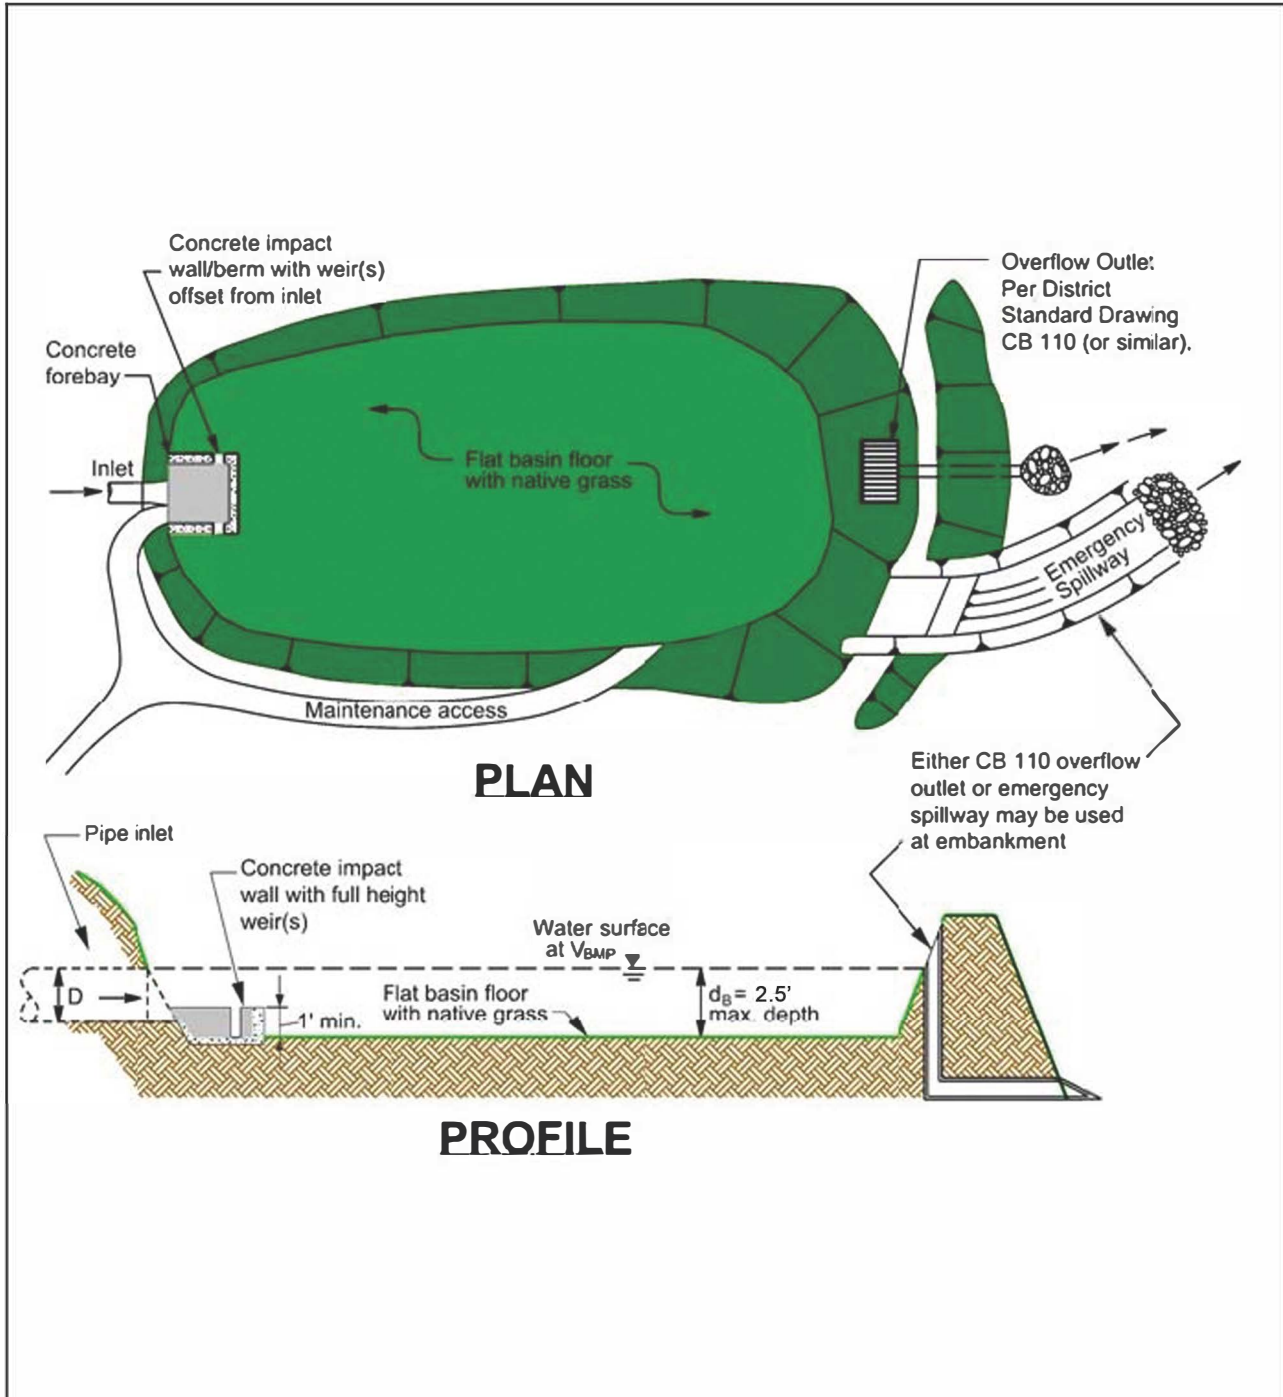 Concrete impact
wall/berm with weir(s)
offset from inlet
Overflow Outlet
Per District
Standard Drawing
CB 110 (or similar).
Concrete
forebay
Inlet
Flat basin floor
with native grass
Emergency
Spillway
Maintenance access
PLAN
Either CB 110 overflow
outlet or emergency
spillway may be used
at embankment
Pipe inlet
Concrete impact
wall with full height
weir(s)
Water surface
at VBMP
D
1' min.
Flat basin floor
with native grass
dB = 2.5'
max. depth
PROFILE